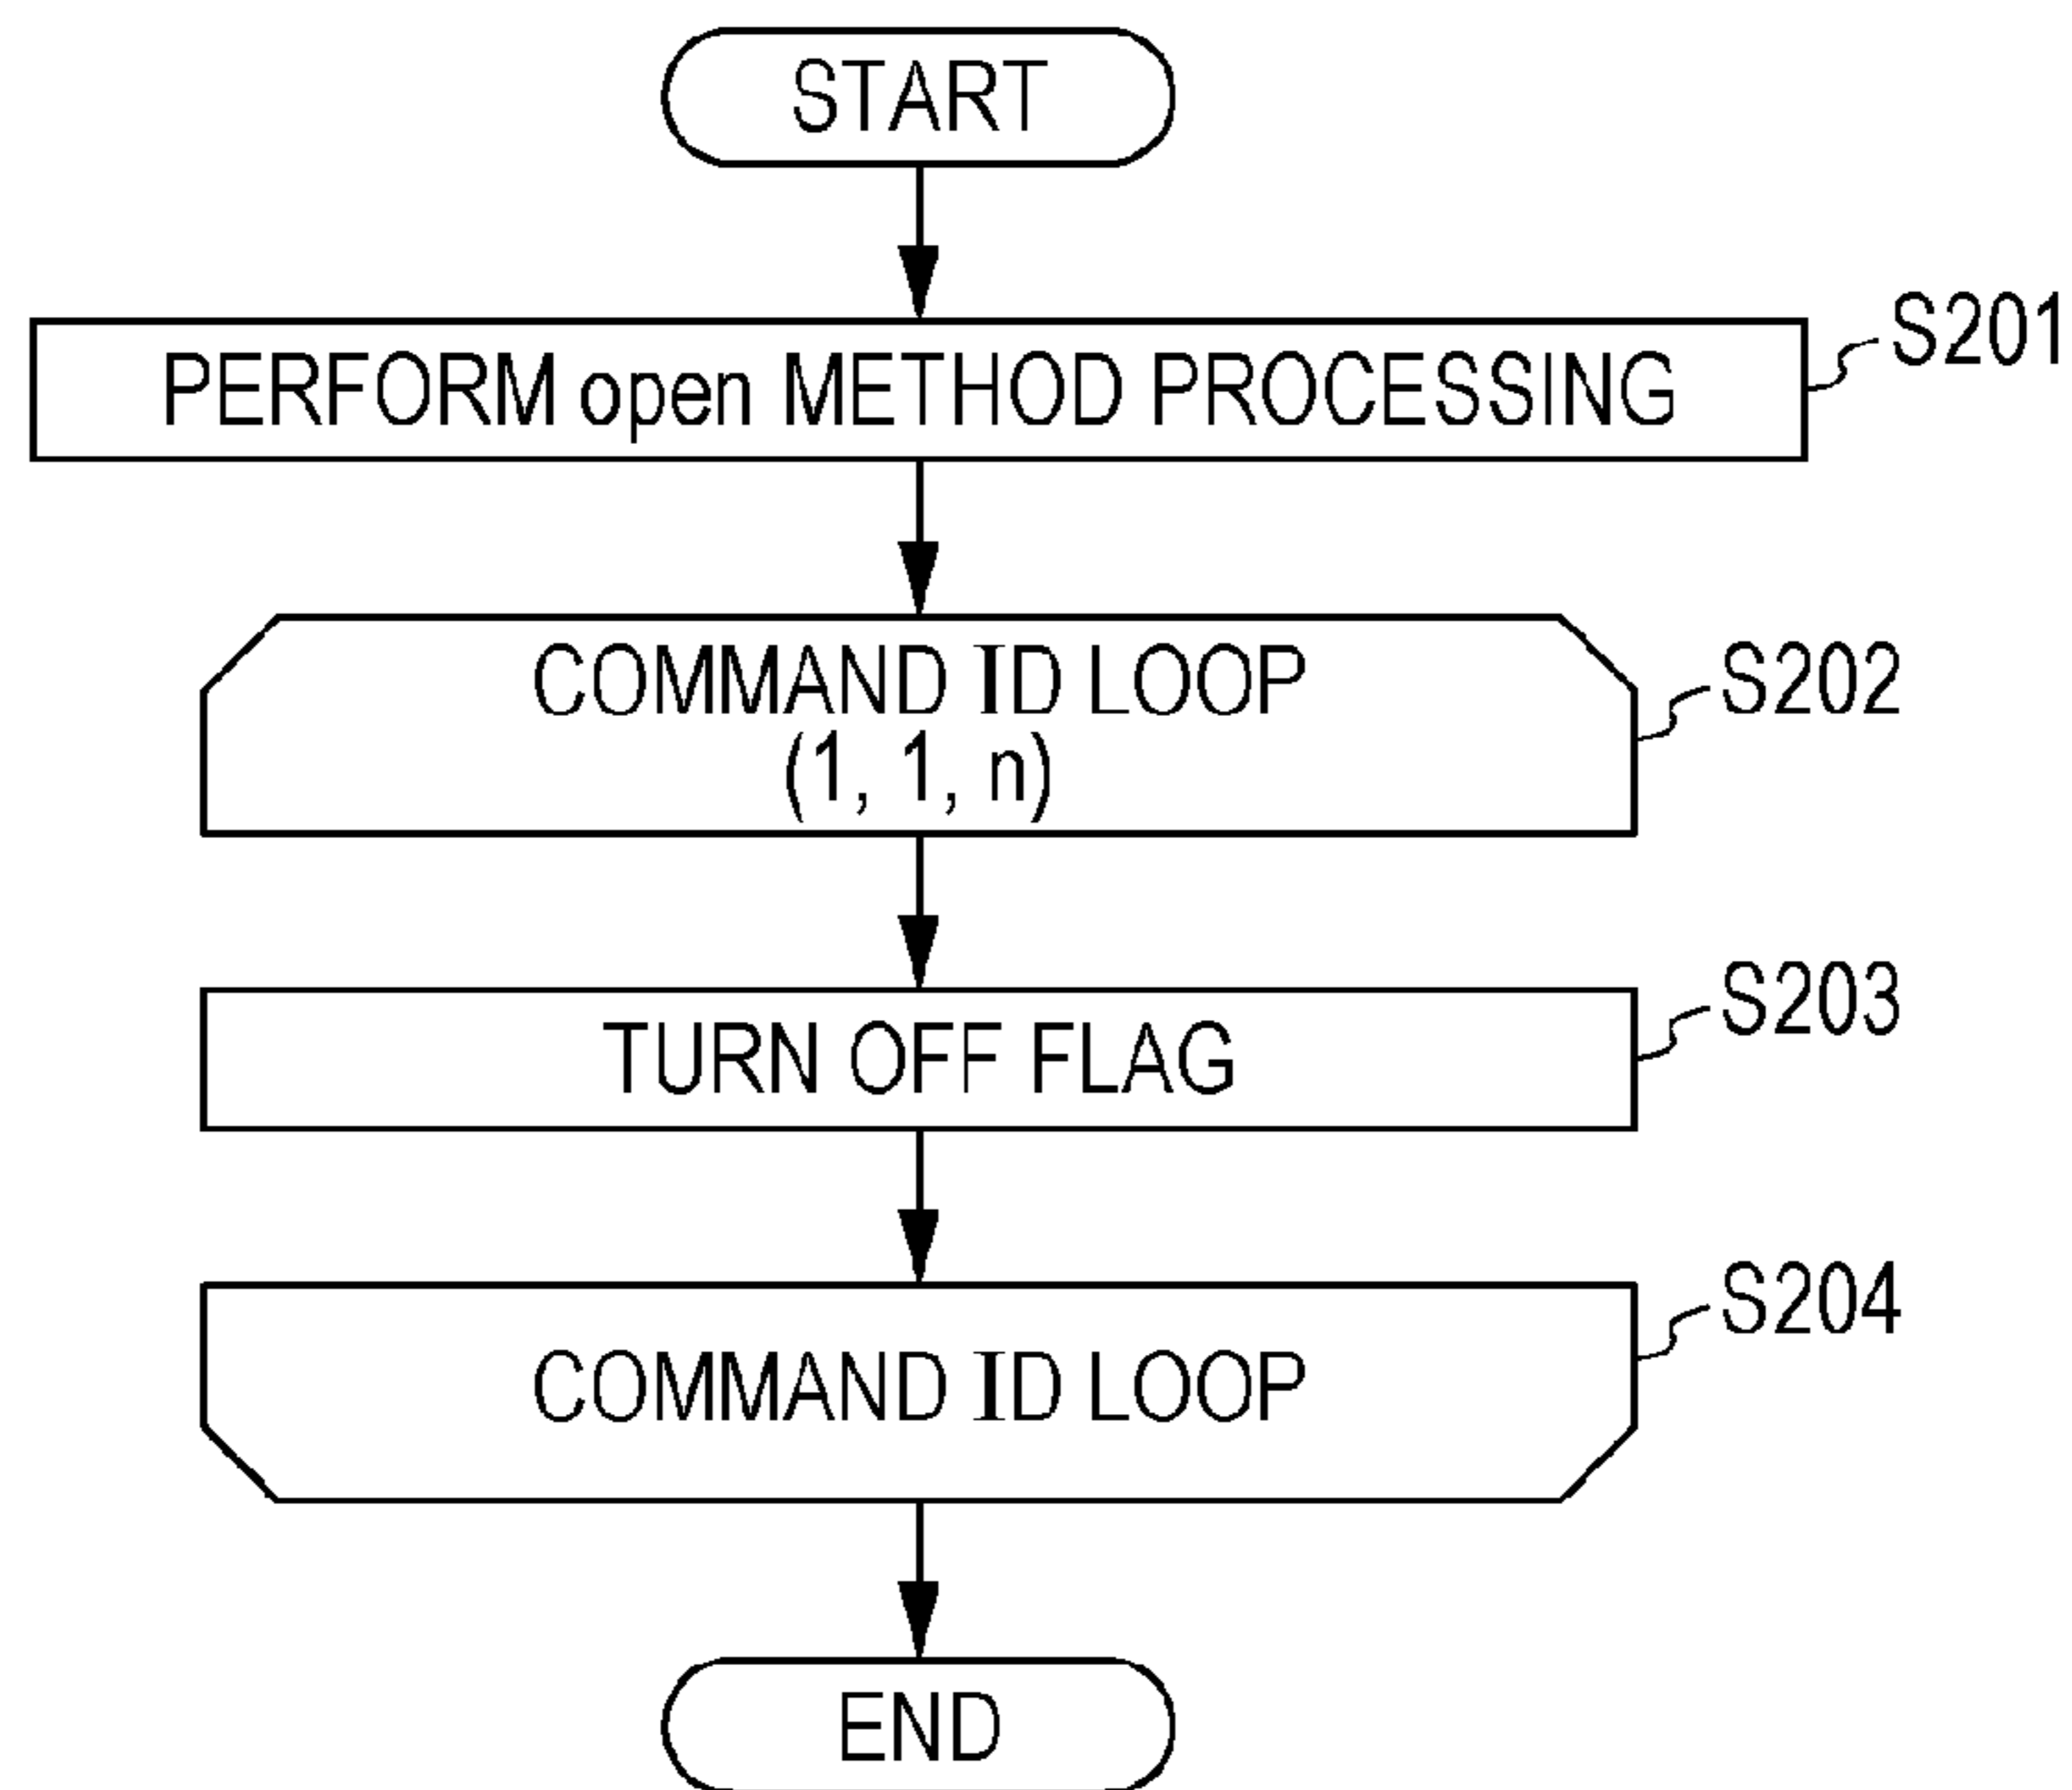 START
PERFORM open METHOD PROCESSING
S201
COMMAND ID LOOP
(1, 1, n)
S202
TURN OFF FLAG
S203
COMMAND ID LOOP
S204
END